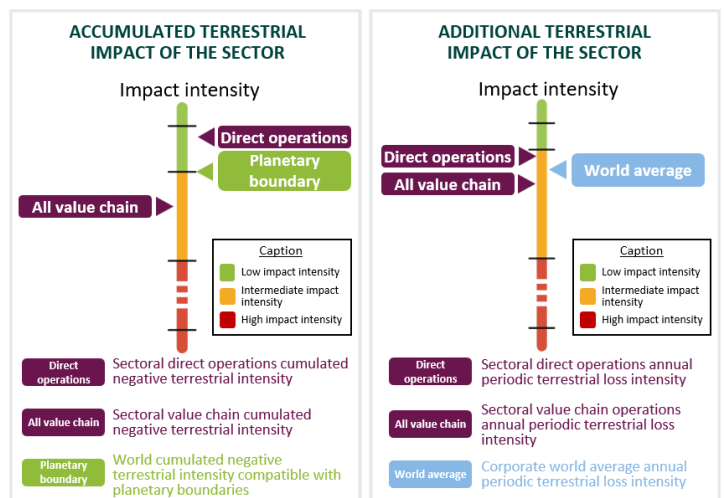 ACCUMULATED TERRESTRIAL
IMPACT OF THE SECTOR
Impact intensity
Direct operations
Planetary
boundary
All value chain
Caption
Low impact intensity
Intermediate impact
intensity
High impact intensity
Direct
operations
Sectoral direct operations cumulated
negative terrestrial intensity
All value chain
Sectoral value chain cumulated
negative terrestrial intensity
Planetary
boundary
World cumulated negative
terrestrial intensity compatible with
planetary boundaries
ADDITIONAL TERRESTRIAL
IMPACT OF THE SECTOR
Impact intensity
Direct operations
All value chain
World average
Caption
Low impact intensity
Intermediate impact
intensity
High impact intensity
Direct
operations
Sectoral direct operations annual
periodic terrestrial loss intensity
All value chain
Sectoral value chain operations
annual periodic terrestrial loss
intensity
World average
Corporate world average annual
periodic terrestrial loss intensity